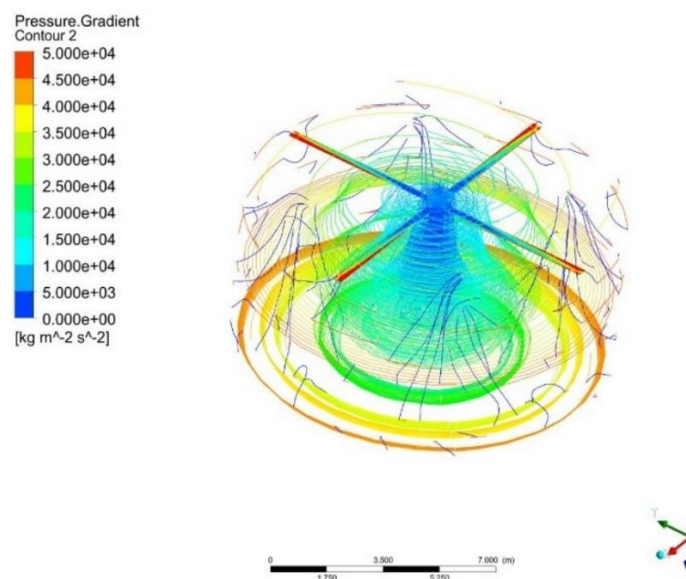 Pressure.Gradient
Contour 2
5.000e+04
4.500e+04
4.000e+04
3.500e+04
3.000e+04
2.500e+04
2.000e+04
1.500e+04
1.000e+04
5.000e+03
0.000e+00
[kg m^-2 s^-2]
Y
0 3.500 7.000 (m)
1.750 5.250